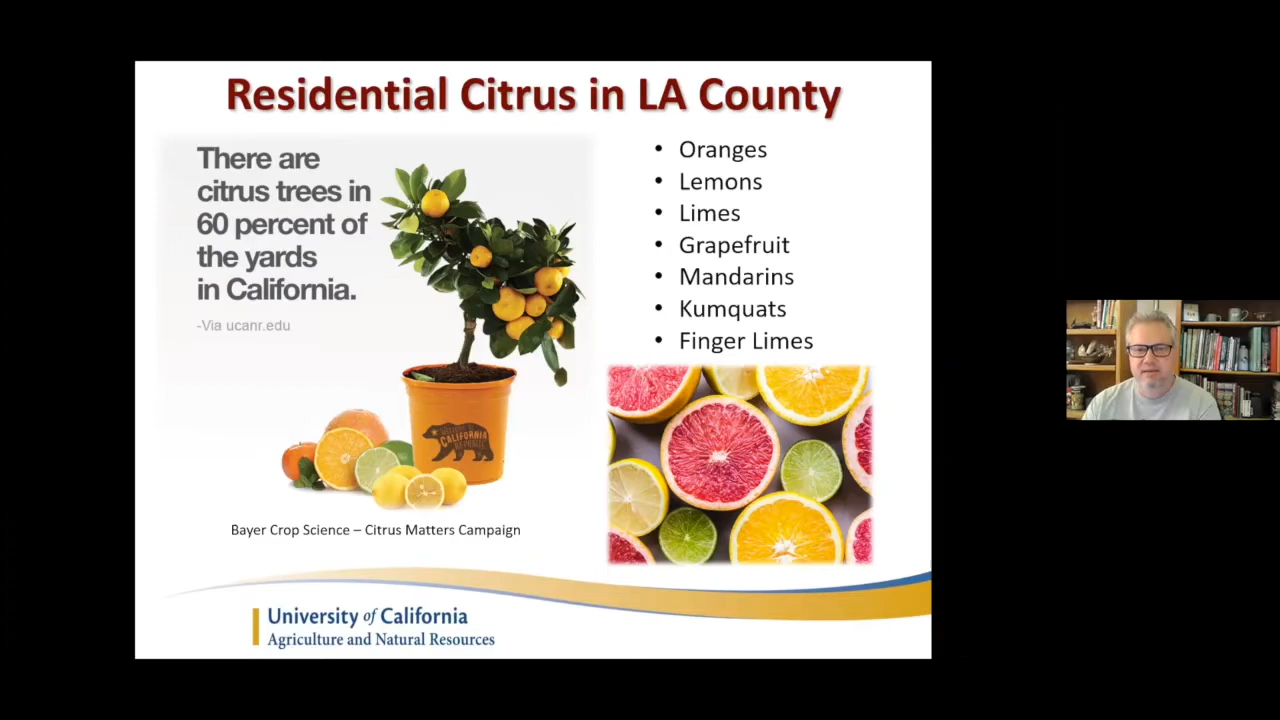 Residential Citrus in LA County
There are
citrus trees in
60 percent of
the yards
in California.
-Via ucanr.edu
• Oranges
• Lemons
• Limes
• Grapefruit
• Mandarins
• Kumquats
• Finger Limes
CALIFORNIA
REPUBLIC
Bayer Crop Science – Citrus Matters Campaign
University of California
Agriculture and Natural Resources